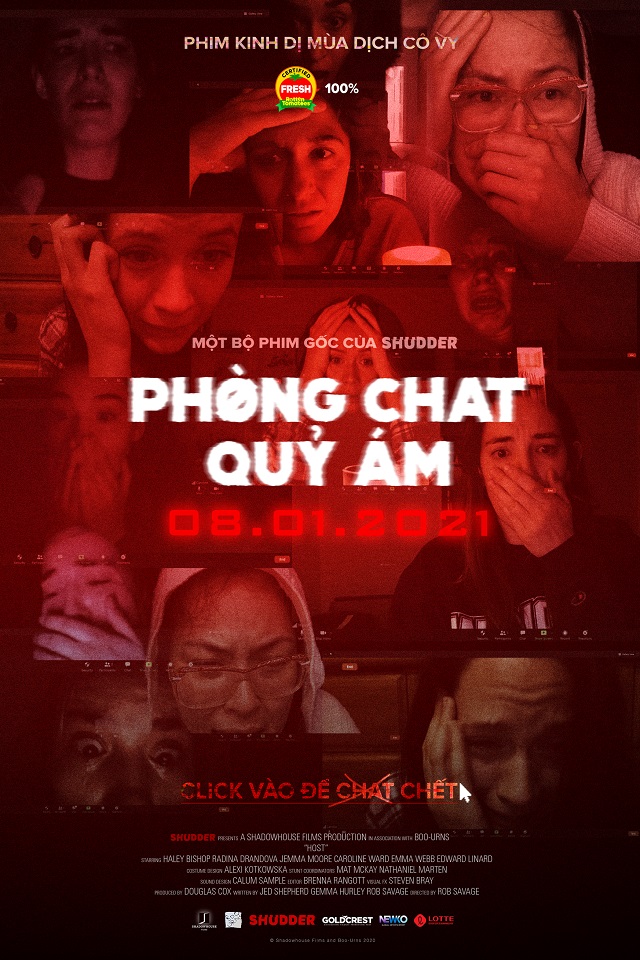 PHIM KINH DỊ MÙA DỊCH CÔ VY
CERTIFIED
FRESH
Rotten
Tomatoes
100%
MỘT BỘ PHIM GỐC CỦA SHUDDER
PHÒNG CHAT
QUỶ ÁM
08.01.2021
CLICK VÀO ĐỂ CHAT CHẾT
SHUDDER PRESENTS A SHADOWHOUSE FILMS PRODUCTION IN ASSOCIATION WITH BOO-URNS
"HOST"
STARRING HALEY BISHOP RADINA DRANDOVA JEMMA MOORE CAROLINE WARD EMMA WEBB EDWARD LINARD
COSTUME DESIGN ALEXI KOTKOWSKA STUNT COORDINATORS MAT MCKAY NATHANIEL MARTEN
SOUND DESIGN CALUM SAMPLE EDITOR BRENNA RANGOTT VISUAL FX STEVEN BRAY
PRODUCED BY DOUGLAS COX WRITTEN BY JED SHEPHERD GEMMA HURLEY ROB SAVAGE DIRECTED BY ROB SAVAGE
SHADOWHOUSE SHUDDER GOLDCREST NEWKO LOTTE
© Shadowhouse Films and Boo-Urns 2020